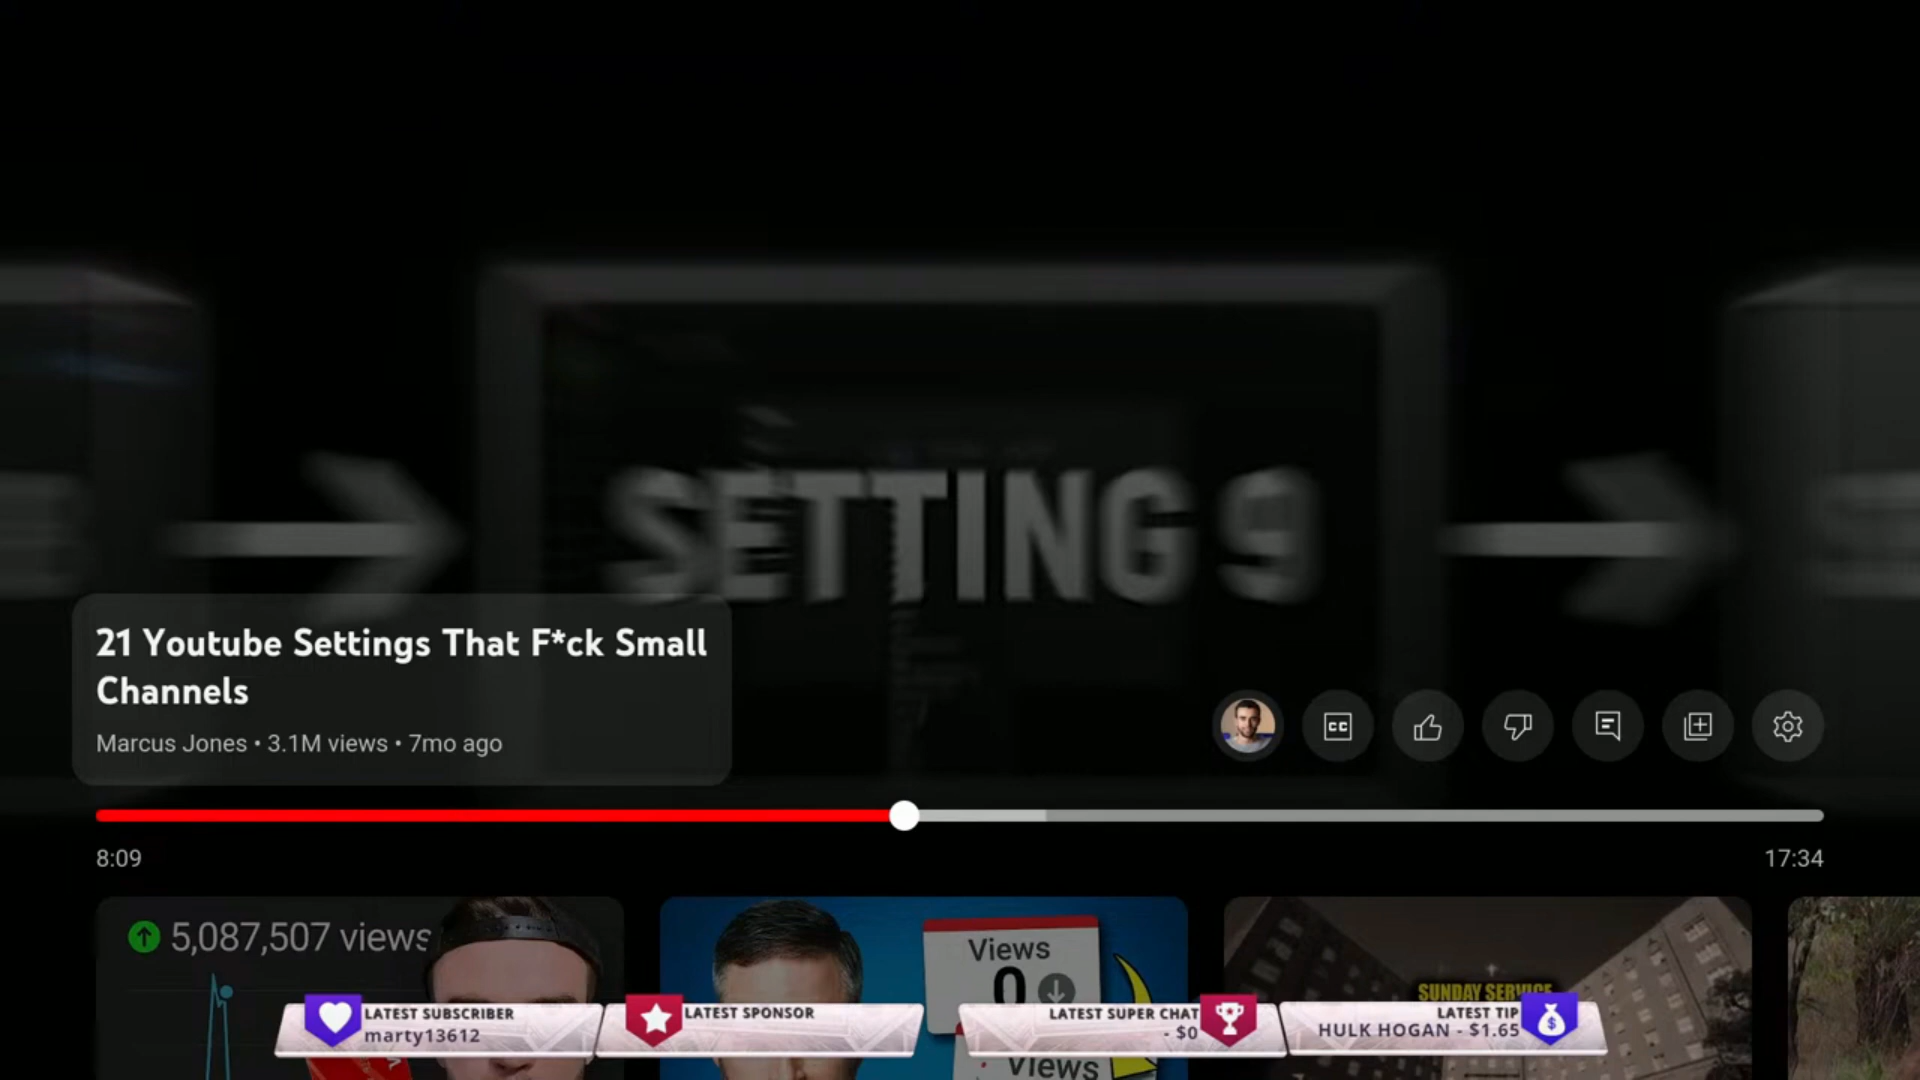 SETTING 9
21 Youtube Settings That F*ck Small
Channels
Marcus Jones • 3.1M views • 7mo ago
CC
8:09
17:34
5,087,507 views
Views
0
Views
SUNDAY SERVICE
LATEST SUBSCRIBER
marty13612
LATEST SPONSOR
LATEST SUPER CHAT
- $0
LATEST TIP
HULK HOGAN - $1.65